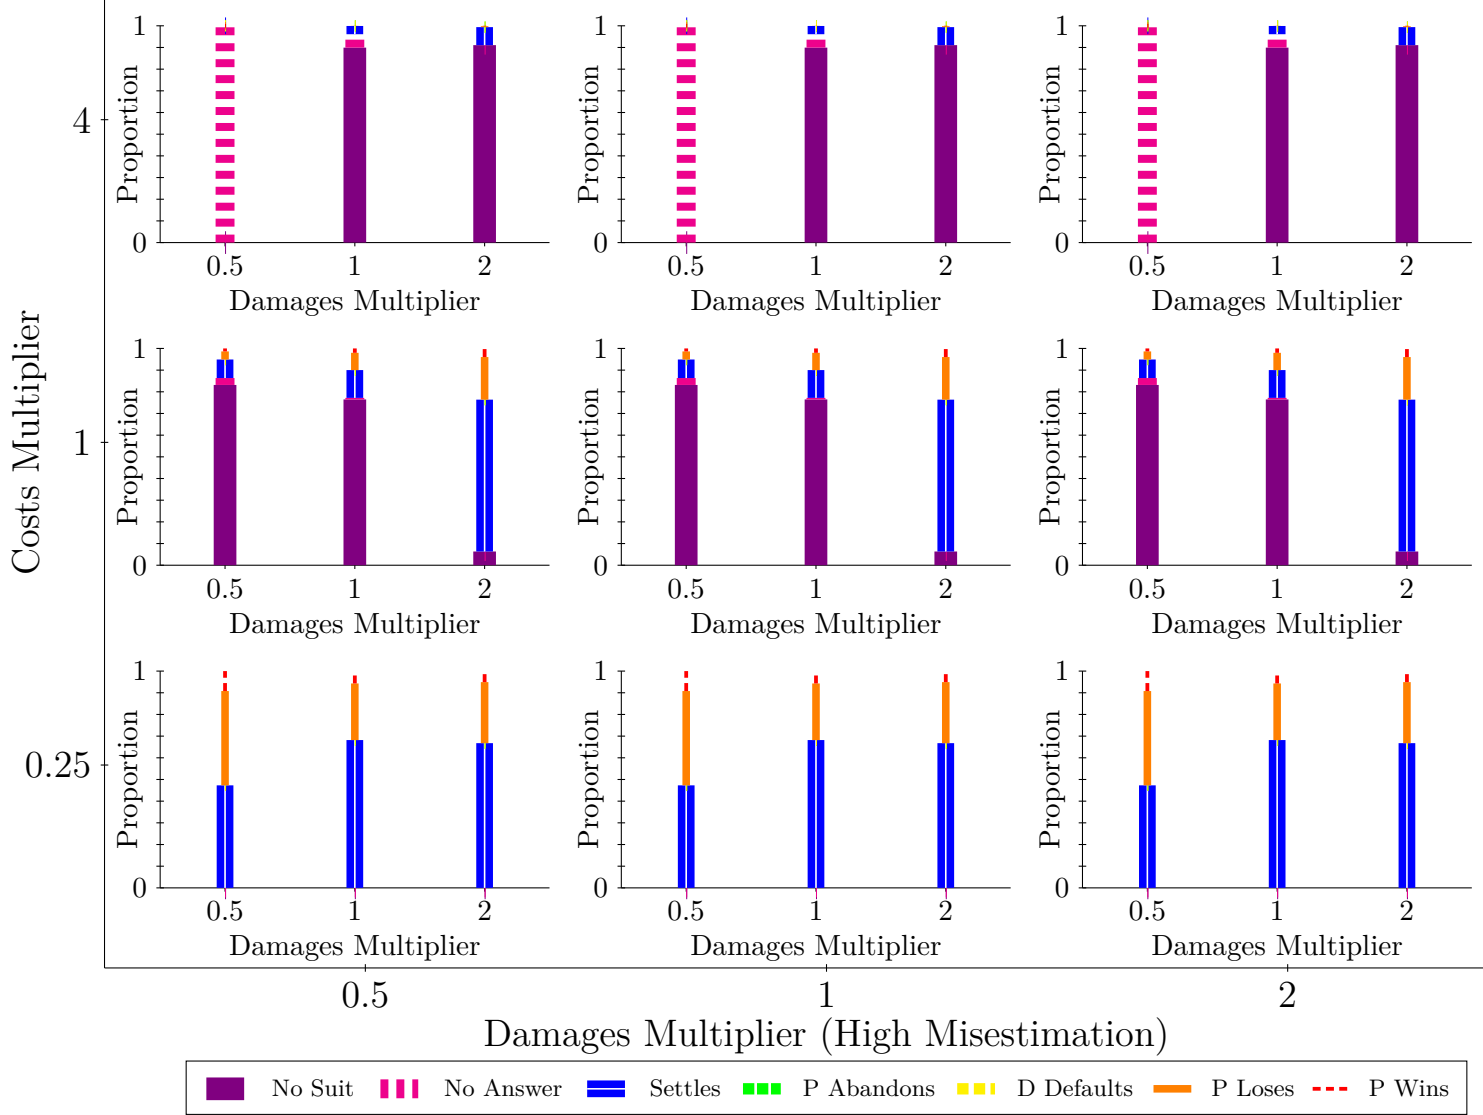 1
Proportion
0
0.5 1 2
Damages Multiplier
1
Proportion
0
0.5 1 2
Damages Multiplier
1
Proportion
0
0.5 1 2
Damages Multiplier
4
1
Proportion
0
0.5 1 2
Damages Multiplier
1
Proportion
0
0.5 1 2
Damages Multiplier
1
Proportion
0
0.5 1 2
Damages Multiplier
1
Costs Multiplier
1
Proportion
0
0.5 1 2
Damages Multiplier
1
Proportion
0
0.5 1 2
Damages Multiplier
1
Proportion
0
0.5 1 2
Damages Multiplier
0.25
0.5 1 2
Damages Multiplier (High Misestimation)
No Suit No Answer Settles P Abandons D Defaults P Loses P Wins